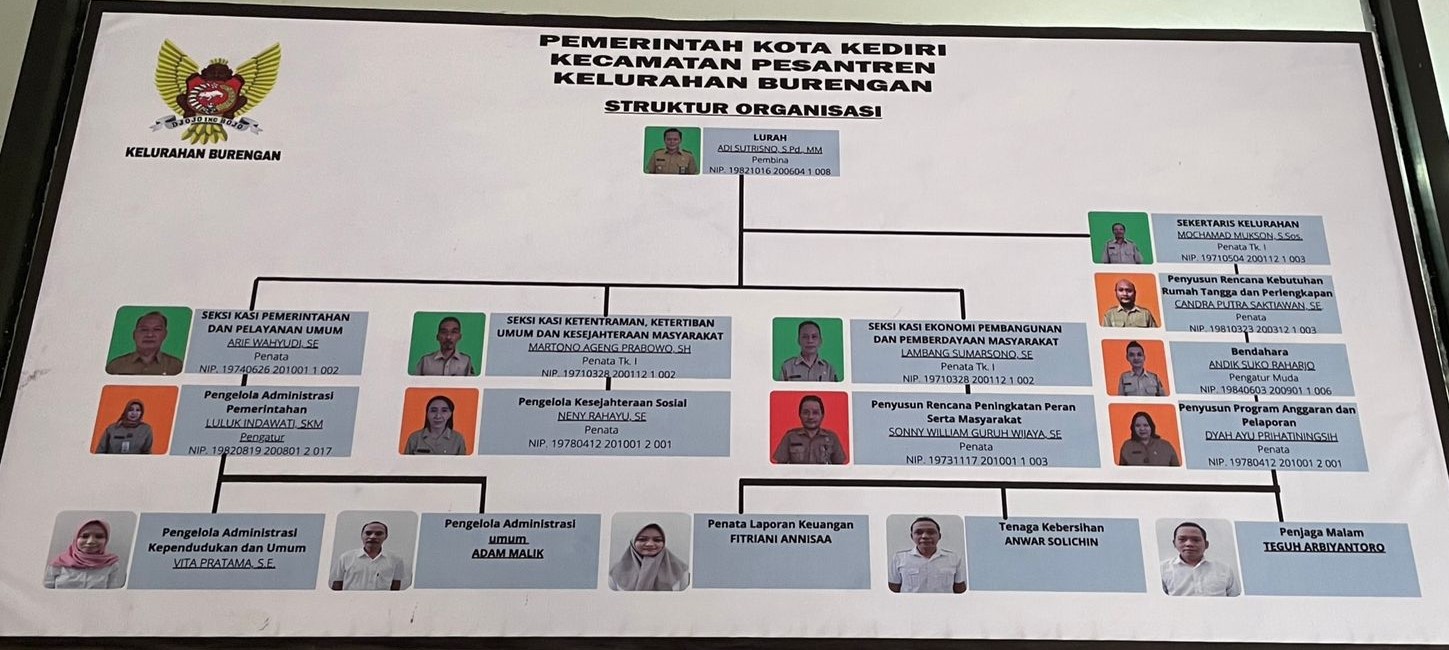 PEMERINTAH KOTA KEDIRI
KECAMATAN PESANTREN
KELURAHAN BURENGAN
STRUKTUR ORGANISASI
DJOJO ING BOJO
KELURAHAN BURENGAN
LURAH
ADI SUTRISNO, S.Pd., MM
Pembina
NIP. 19821016 200604 1 008
SEKERTARIS KELURAHAN
MOCHAMAD MUKSON, S.Sos.
Penata Tk. I
NIP. 19710504 200112 1 003
Penyusun Rencana Kebutuhan
Rumah Tangga dan Perlengkapan
CANDRA PUTRA SAKTIAWAN, SE
Penata
NIP. 19810323 200312 1 003
Bendahara
ANDIK SUKO RAHARJO
Pengatur Muda
NIP. 19840603 200901 1 006
Penyusun Program Anggaran dan
Pelaporan
DYAH AYU PRIHATININGSIH
Penata
NIP. 19780412 201001 2 001
SEKSI KASI PEMERINTAHAN
DAN PELAYANAN UMUM
ARIF WAHYUDI, SE
Penata
NIP. 19740626 201001 1 002
SEKSI KASI KETENTRAMAN, KETERTIBAN
UMUM DAN KESEJAHTERAAN MASYARAKAT
MARTONO AGENG PRABOWO, SH
Penata Tk. I
NIP. 19710328 200112 1 002
SEKSI KASI EKONOMI PEMBANGUNAN
DAN PEMBERDAYAAN MASYARAKAT
LAMBANG SUMARSONO, SE
Penata Tk. I
NIP. 19710328 200112 1 002
Pengelola Administrasi
Pemerintahan
LULUK INDAWATI, SKM
Pengatur
NIP. 19820819 200801 2 017
Pengelola Kesejahteraan Sosial
NENY RAHAYU, SE
Penata
NIP. 19780412 201001 2 001
Penyusun Rencana Peningkatan Peran
Serta Masyarakat
SONNY WILLIAM GURUH WIJAYA, SE
Penata
NIP. 19731117 201001 1 003
Pengelola Administrasi
Kependudukan dan Umum
VITA PRATAMA, S.E.
Pengelola Administrasi
umum
ADAM MALIK
Penata Laporan Keuangan
FITRIANI ANNISAA
Tenaga Kebersihan
ANWAR SOLICHIN
Penjaga Malam
TEGUH ARBIYANTORO